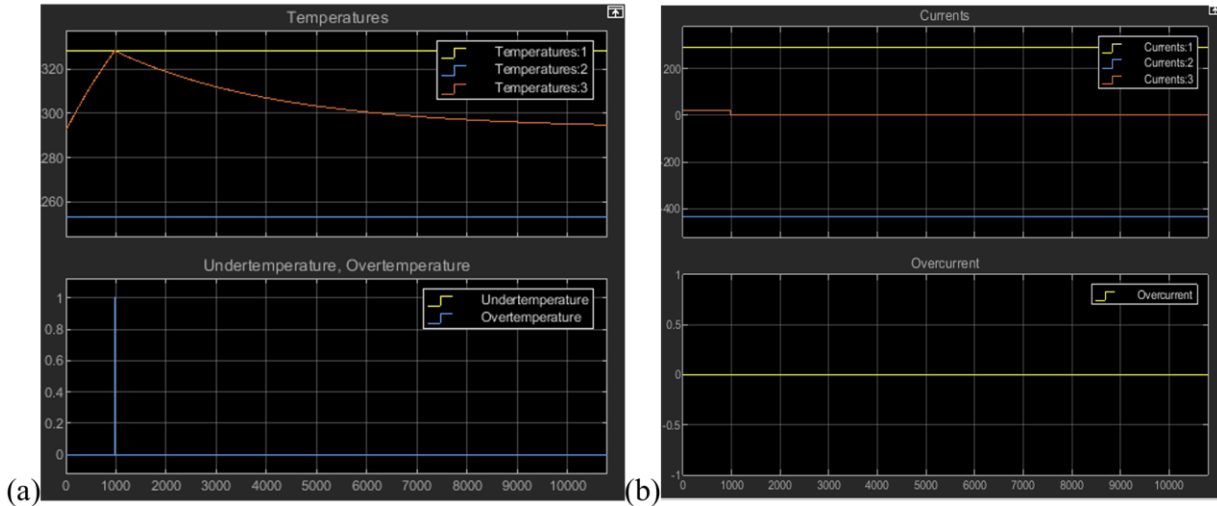 Temperatures
Temperatures:1
Temperatures:2
Temperatures:3
320
300
280
260
Undertemperature, Overtemperature
Undertemperature
Overtemperature
1
0.8
0.6
0.4
0.2
0
0 1000 2000 3000 4000 5000 6000 7000 8000 9000 10000
(a)
Currents
Currents:1
Currents:2
Currents:3
200
0
-200
-400
Overcurrent
Overcurrent
1
0.5
0
-0.5
-1
0 1000 2000 3000 4000 5000 6000 7000 8000 9000 10000
(b)